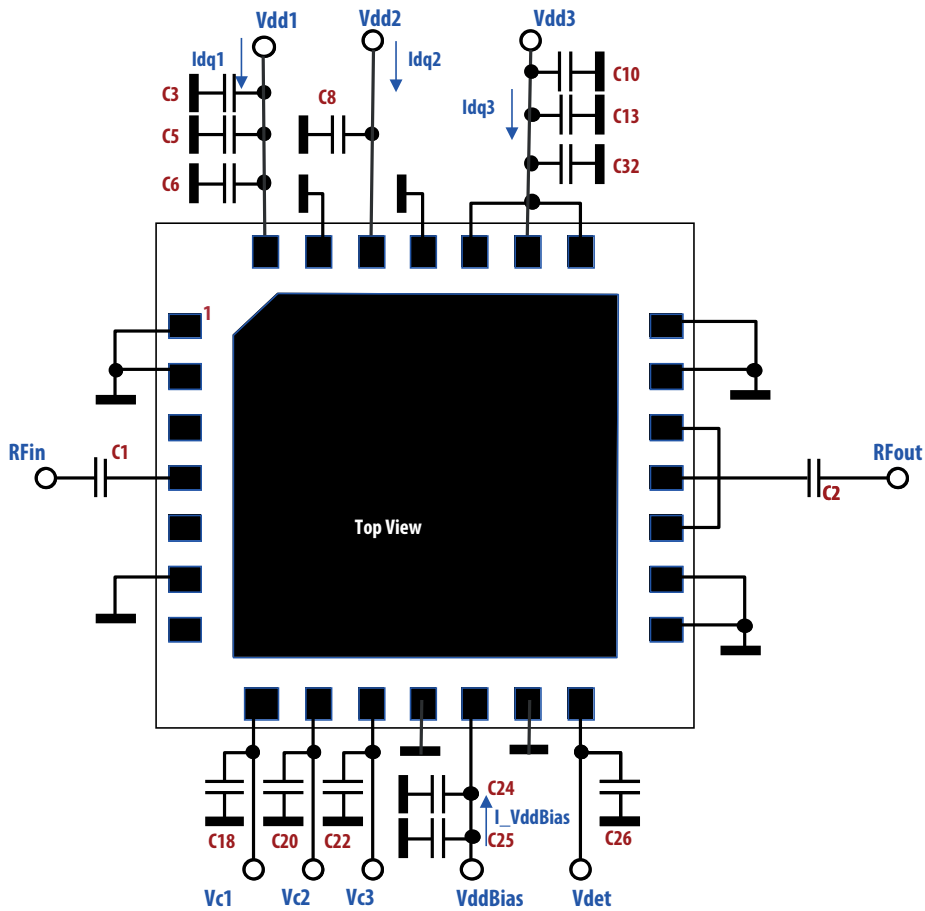 Vdd1
Vdd2
Vdd3
Idq1
Idq2
C10
C3
C8
Idq3
C13
C5
C32
C6
1
RFin
C1
RFout
C2
Top View
C24
I_VddBias
C18
C20
C22
C25
C26
Vc1
Vc2
Vc3
VddBias
Vdet